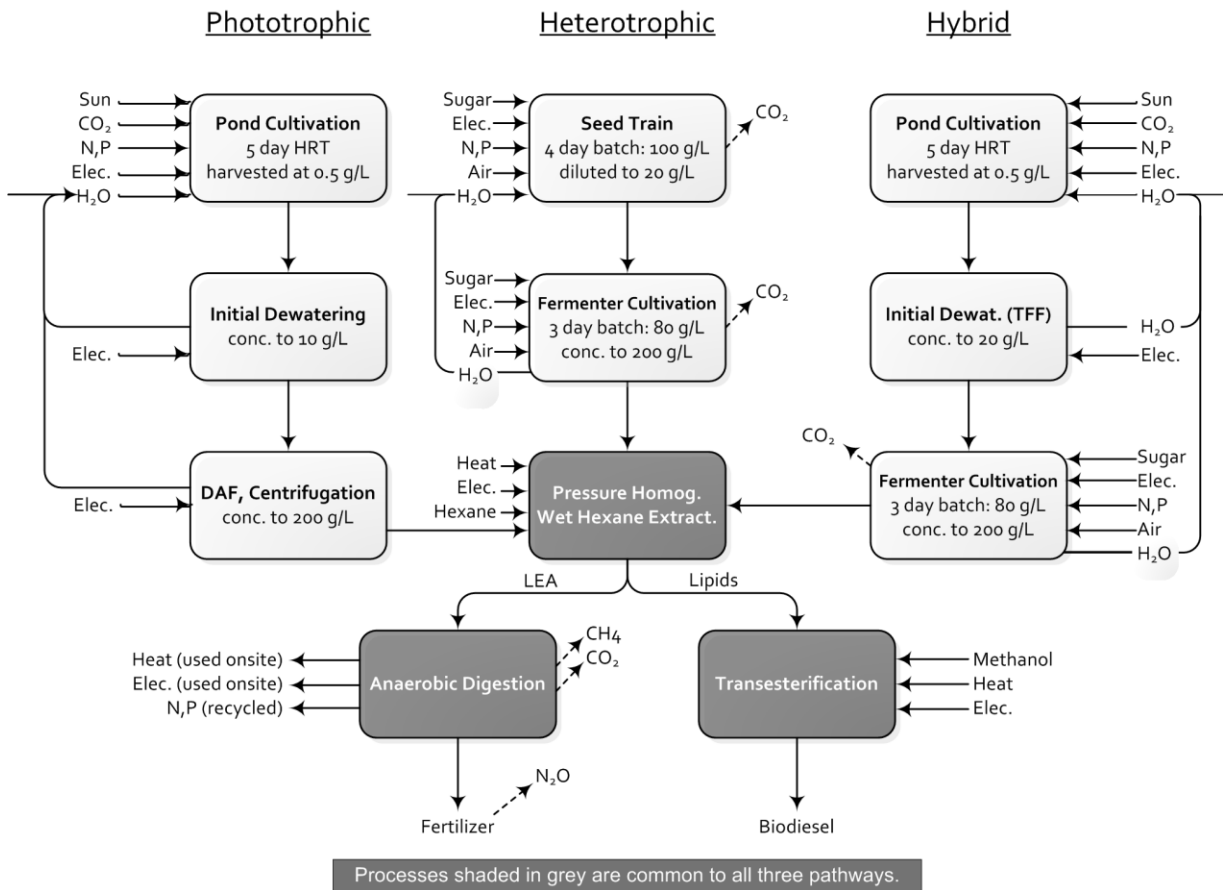 Phototrophic
Heterotrophic
Hybrid
Sun
CO₂
N,P
Elec.
H₂O
Pond Cultivation
5 day HRT
harvested at 0.5 g/L
Sugar
Elec.
N,P
Air
H₂O
Seed Train
4 day batch: 100 g/L
diluted to 20 g/L
CO₂
Pond Cultivation
5 day HRT
harvested at 0.5 g/L
Sun
CO₂
N,P
Elec.
H₂O
Initial Dewatering
conc. to 10 g/L
Elec.
Sugar
Elec.
N,P
Air
H₂O
Fermenter Cultivation
3 day batch: 80 g/L
conc. to 200 g/L
CO₂
Initial Dewat. (TFF)
conc. to 20 g/L
H₂O
Elec.
DAF, Centrifugation
conc. to 200 g/L
Elec.
Heat
Elec.
Hexane
Pressure Homog.
Wet Hexane Extract.
CO₂
Fermenter Cultivation
3 day batch: 80 g/L
conc. to 200 g/L
Sugar
Elec.
N,P
Air
H₂O
LEA
Lipids
Heat (used onsite)
Elec. (used onsite)
N,P (recycled)
Anaerobic Digestion
CH4
CO₂
Transesterification
Methanol
Heat
Elec.
N₂O
Fertilizer
Biodiesel
Processes shaded in grey are common to all three pathways.